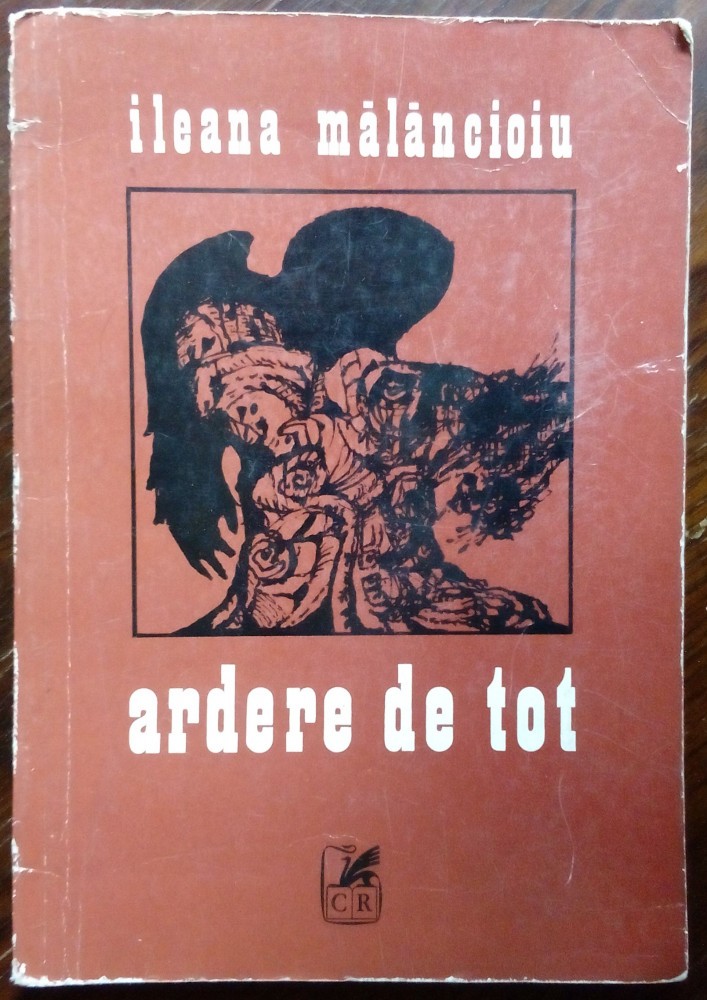 ileana mălăncioiu
ardere de tot
CR